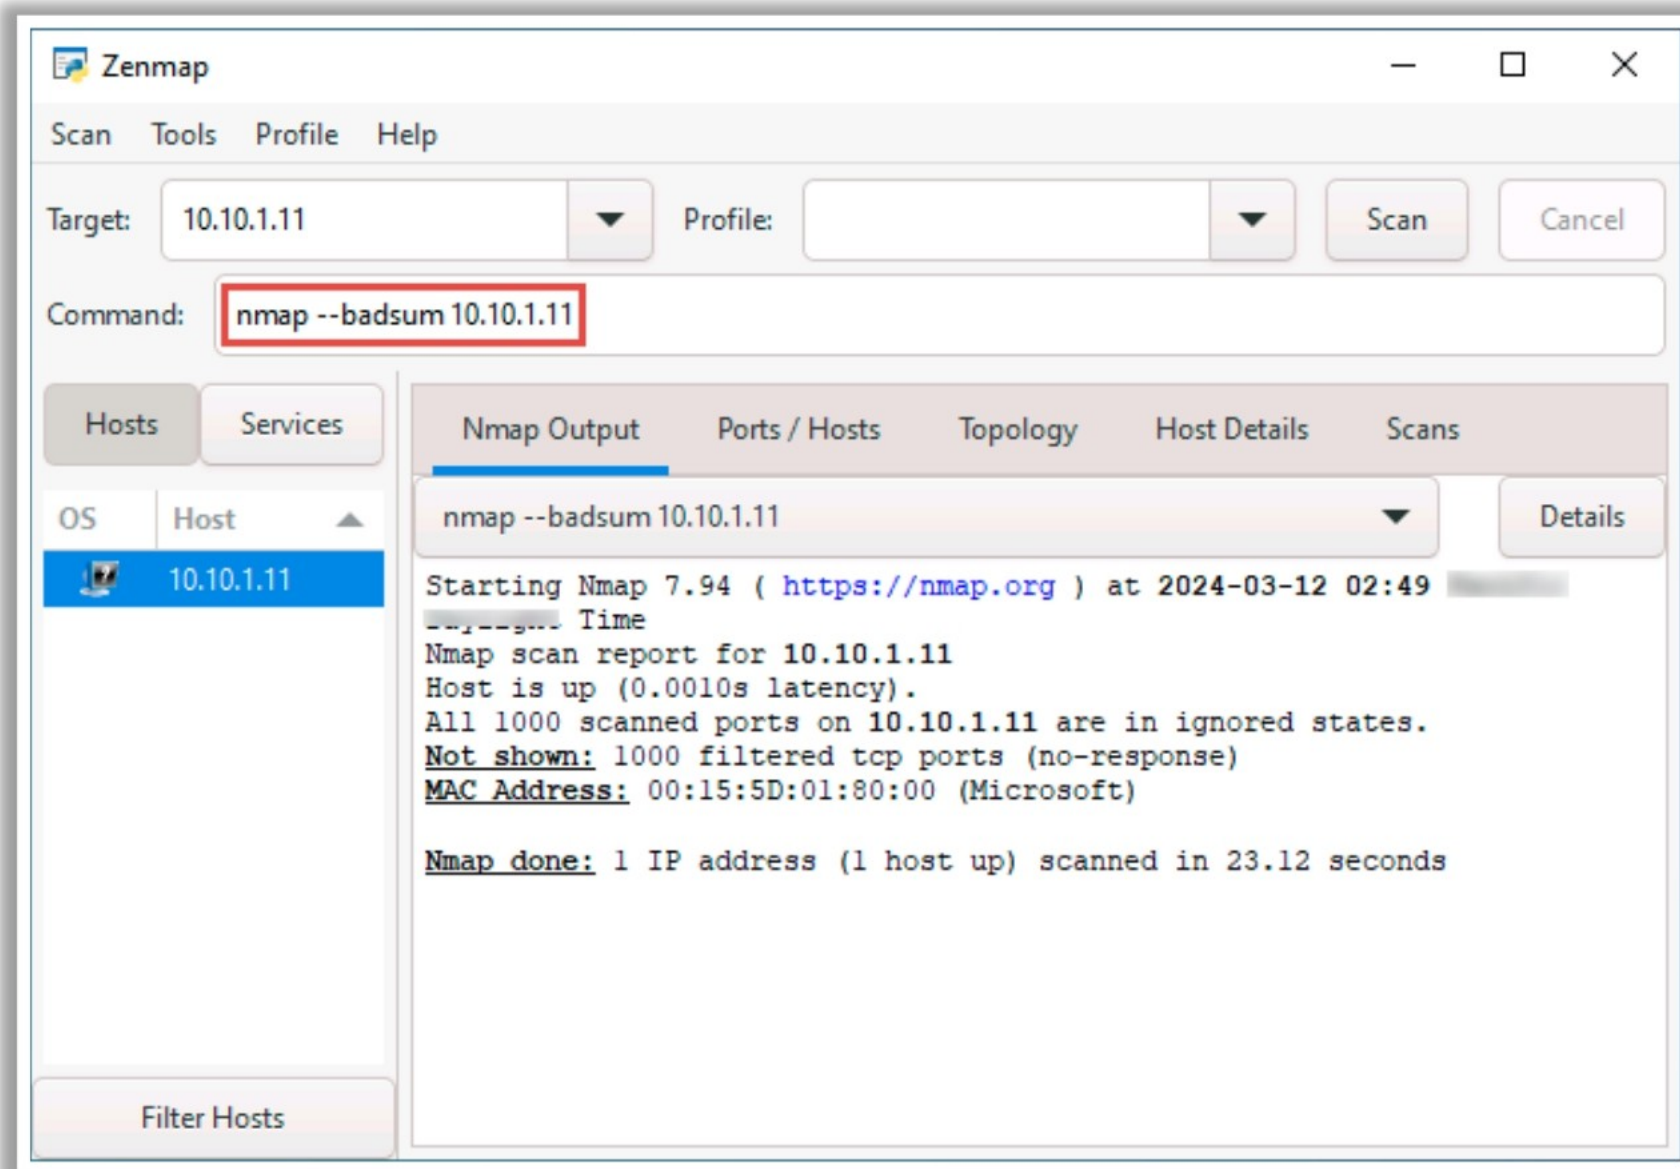 Zenmap
Scan Tools Profile Help
Target: 10.10.1.11 Profile: Scan Cancel
Command: nmap --badsum 10.10.1.11
Hosts Services
Nmap Output Ports / Hosts Topology Host Details Scans
OS Host
10.10.1.11
nmap --badsum 10.10.1.11 Details
Starting Nmap 7.94 ( https://nmap.org ) at 2024-03-12 02:49
Time
Nmap scan report for 10.10.1.11
Host is up (0.0010s latency).
All 1000 scanned ports on 10.10.1.11 are in ignored states.
Not shown: 1000 filtered tcp ports (no-response)
MAC Address: 00:15:5D:01:80:00 (Microsoft)
Nmap done: 1 IP address (1 host up) scanned in 23.12 seconds
Filter Hosts